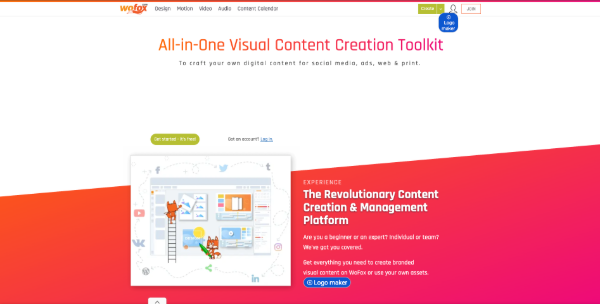 wofox
Design Motion Video Audio Content Calendar
Create
JOIN
Logo
maker
All-in-One Visual Content Creation Toolkit
To craft your own digital content for social media, ads, web & print.
Get started - It's free!
Got an account? Log in.
EXPERIENCE
The Revolutionary Content
Creation & Management
Platform
Are you a beginner or an expert? Individual or team?
We've got you covered.
Get everything you need to create branded
visual content on WoFox or use your own assets.
Logo maker